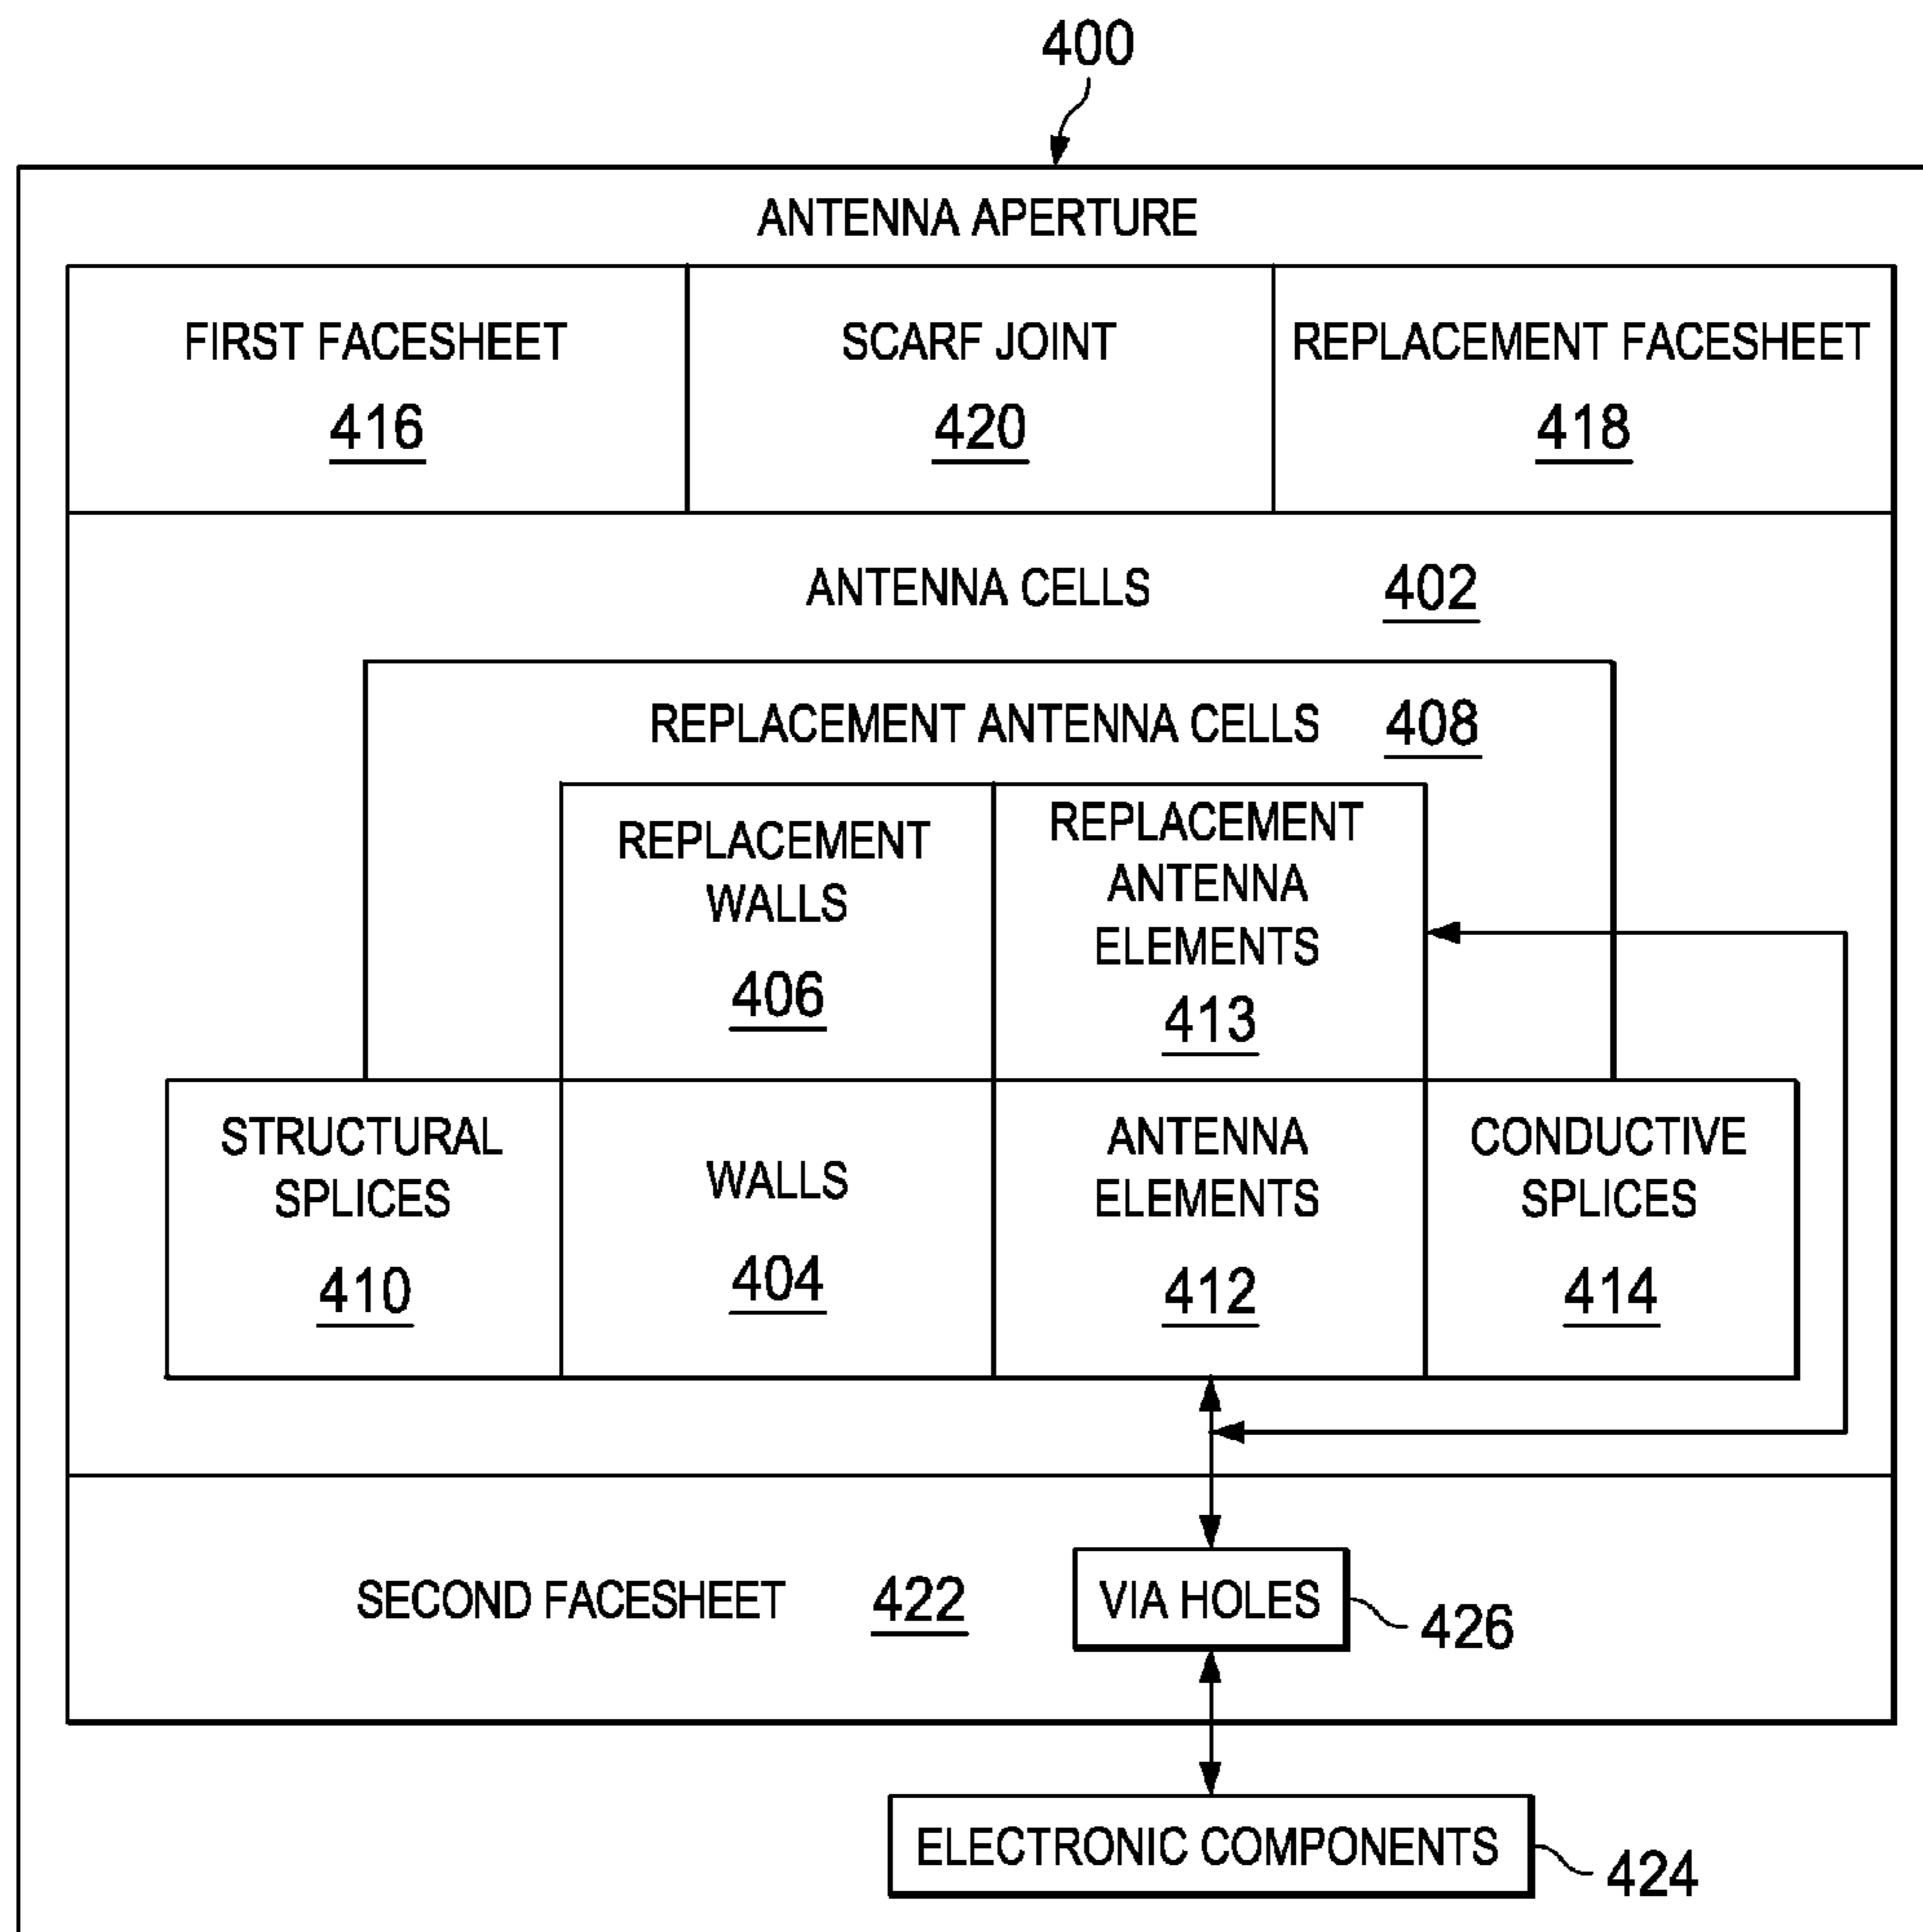 400
ANTENNA APERTURE
FIRST FACESHEET
416
SCARF JOINT
420
REPLACEMENT FACESHEET
418
ANTENNA CELLS 402
REPLACEMENT ANTENNA CELLS 408
REPLACEMENT
WALLS
406
REPLACEMENT
ANTENNA
ELEMENTS
413
STRUCTURAL
SPLICES
410
WALLS
404
ANTENNA
ELEMENTS
412
CONDUCTIVE
SPLICES
414
SECOND FACESHEET 422
VIA HOLES
426
ELECTRONIC COMPONENTS
424